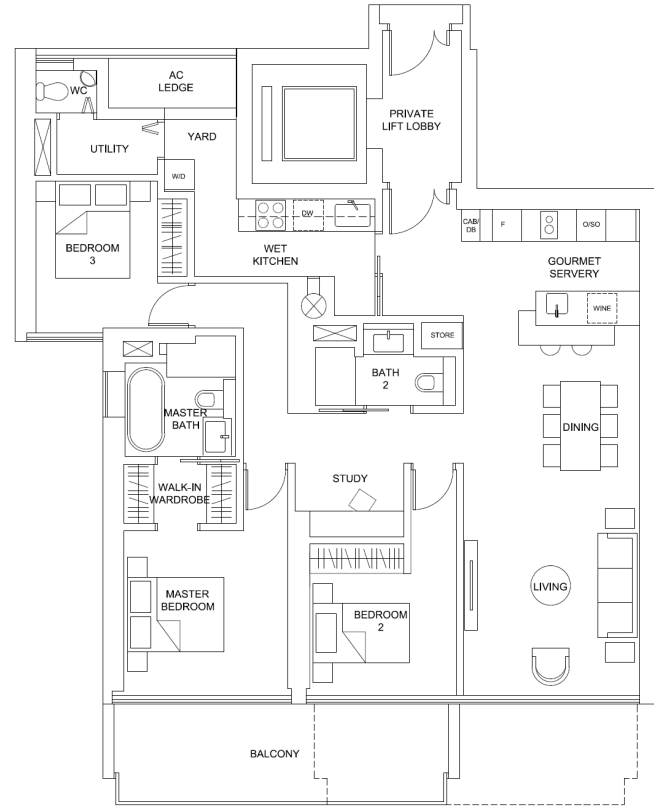 AC
LEDGE
WC
PRIVATE
LIFT LOBBY
UTILITY
YARD
W/D
DW
CAB/
DB
F
O/SO
BEDROOM
3
WET
KITCHEN
GOURMET
SERVERY
WINE
STORE
BATH
2
MASTER
BATH
DINING
STUDY
WALK-IN
WARDROBE
MASTER
BEDROOM
LIVING
BEDROOM
2
BALCONY